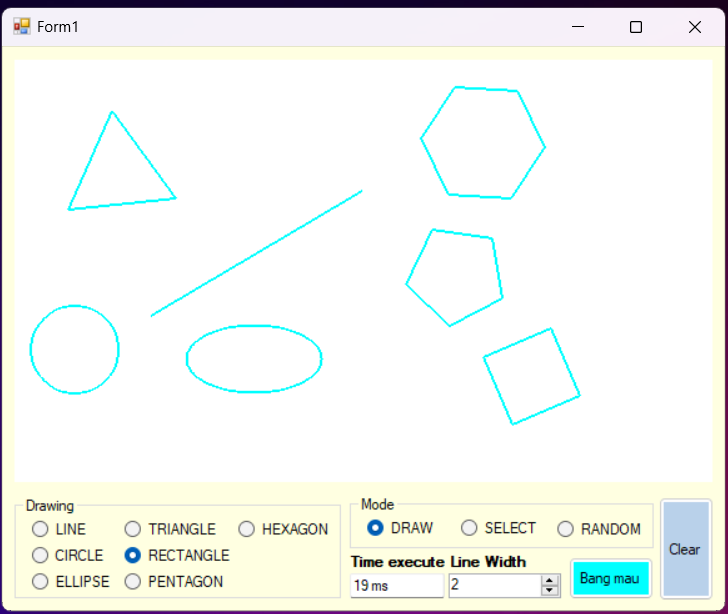 Form1
Drawing
LINE TRIANGLE HEXAGON
CIRCLE RECTANGLE
ELLIPSE PENTAGON
Mode
DRAW SELECT RANDOM
Time execute Line Width
19 ms 2
Bang mau
Clear